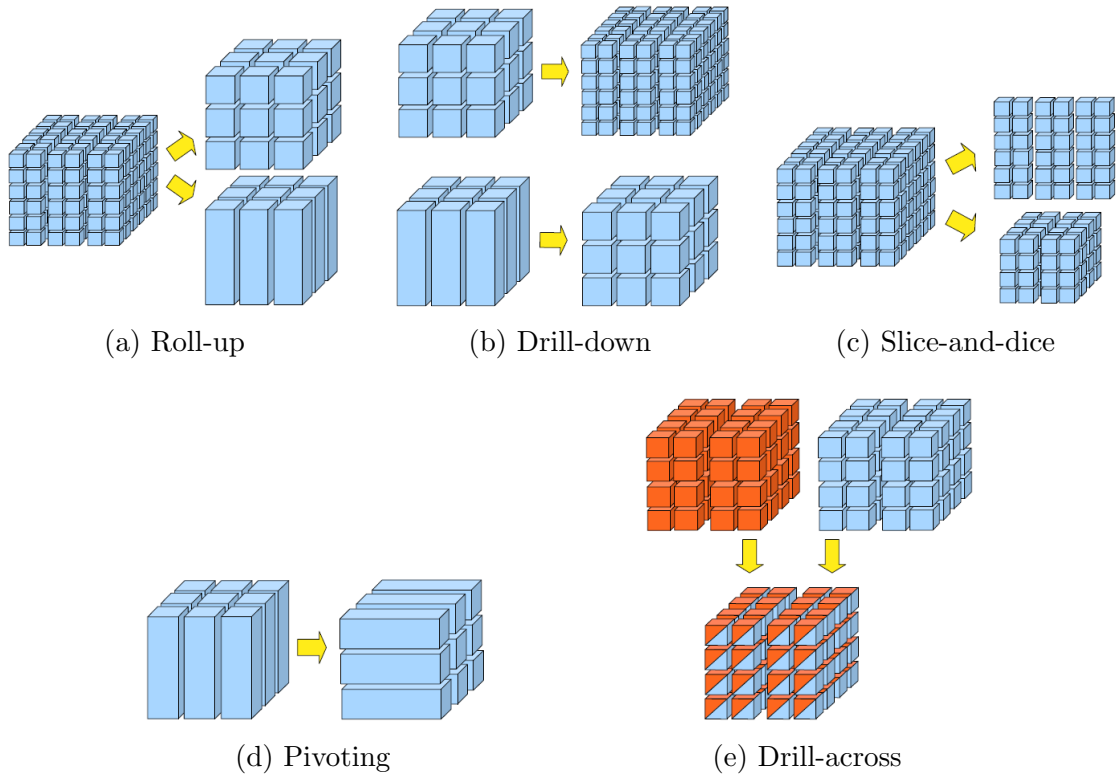 (a) Roll-up
(b) Drill-down
(c) Slice-and-dice
(d) Pivoting
(e) Drill-across